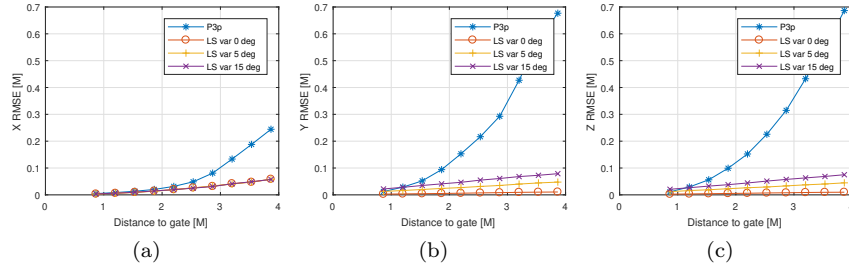 0.7
0.6
0.5
0.4
0.3
0.2
0.1
0
X RMSE [M]
P3p
LS var 0 deg
LS var 5 deg
LS var 15 deg
0 1 2 3 4
Distance to gate [M]
(a)
0.7
0.6
0.5
0.4
0.3
0.2
0.1
0
Y RMSE [M]
P3p
LS var 0 deg
LS var 5 deg
LS var 15 deg
0 1 2 3 4
Distance to gate [M]
(b)
0.7
0.6
0.5
0.4
0.3
0.2
0.1
0
Z RMSE [M]
P3p
LS var 0 deg
LS var 5 deg
LS var 15 deg
0 1 2 3 4
Distance to gate [M]
(c)